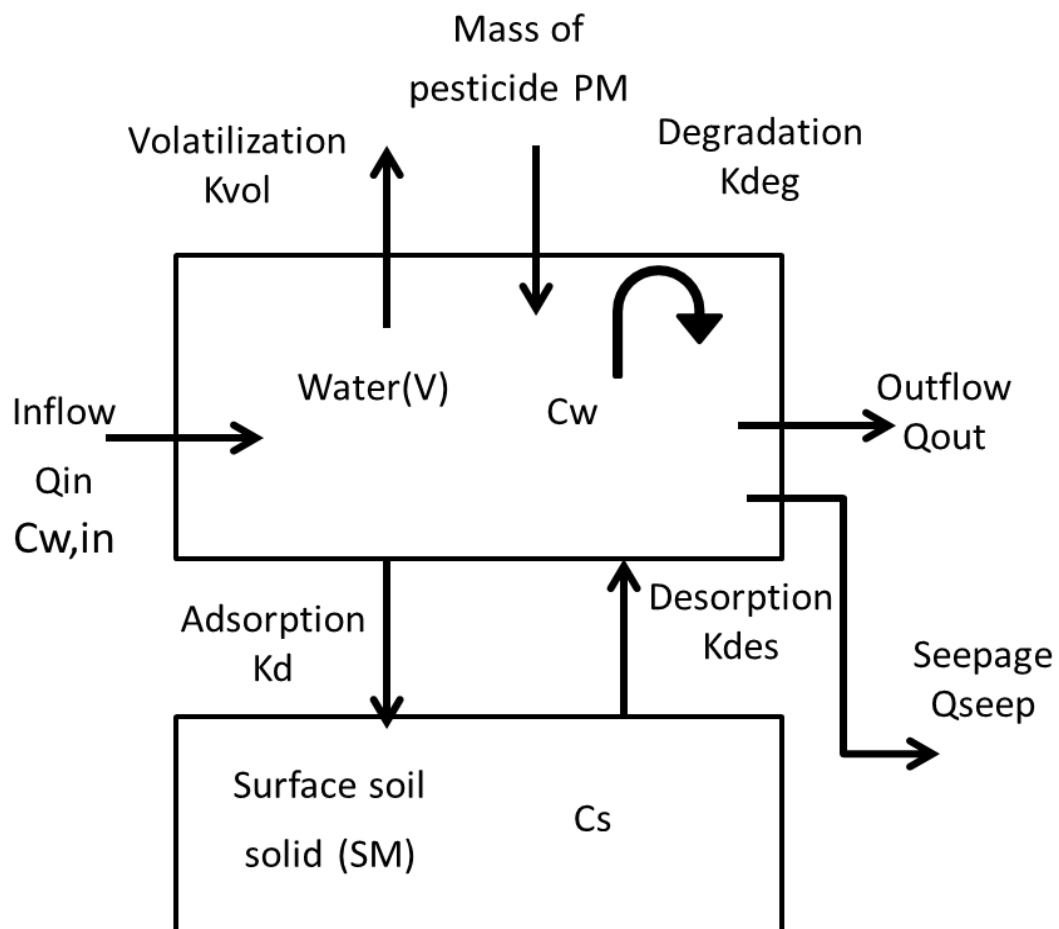 Mass of
pesticide PM
Volatilization
Kvol
Degradation
Kdeg
Water(V)
Cw
Inflow
Qin
Cw,in
Outflow
Qout
Adsorption
Kd
Desorption
Kdes
Seepage
Qseep
Surface soil
solid (SM)
Cs